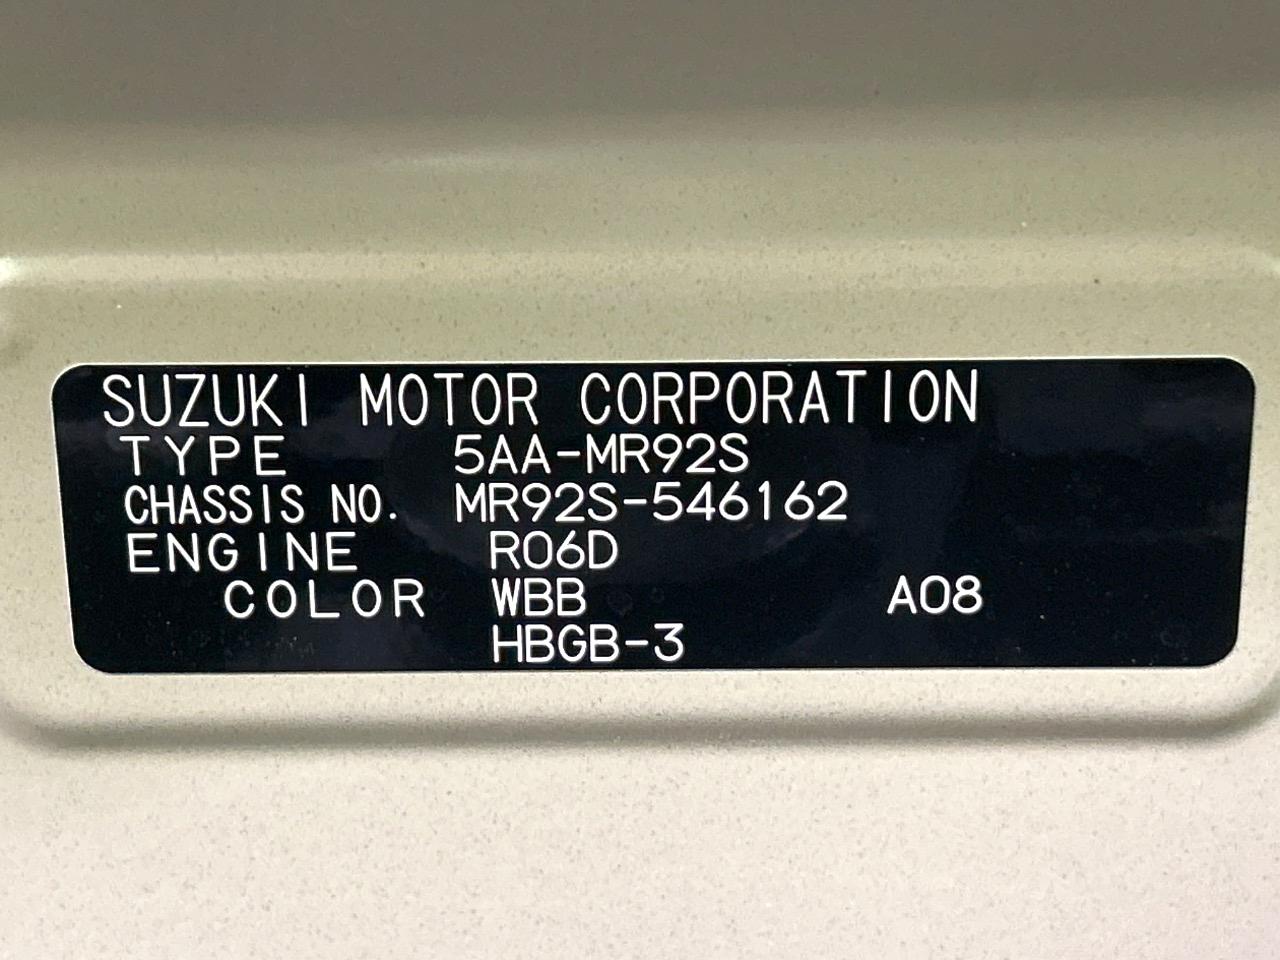 SUZUKI MOTOR CORPORATION
TYPE 5AA-MR92S
CHASSIS NO. MR92S-546162
ENGINE R06D
COLOR WBB A08
HBGB-3